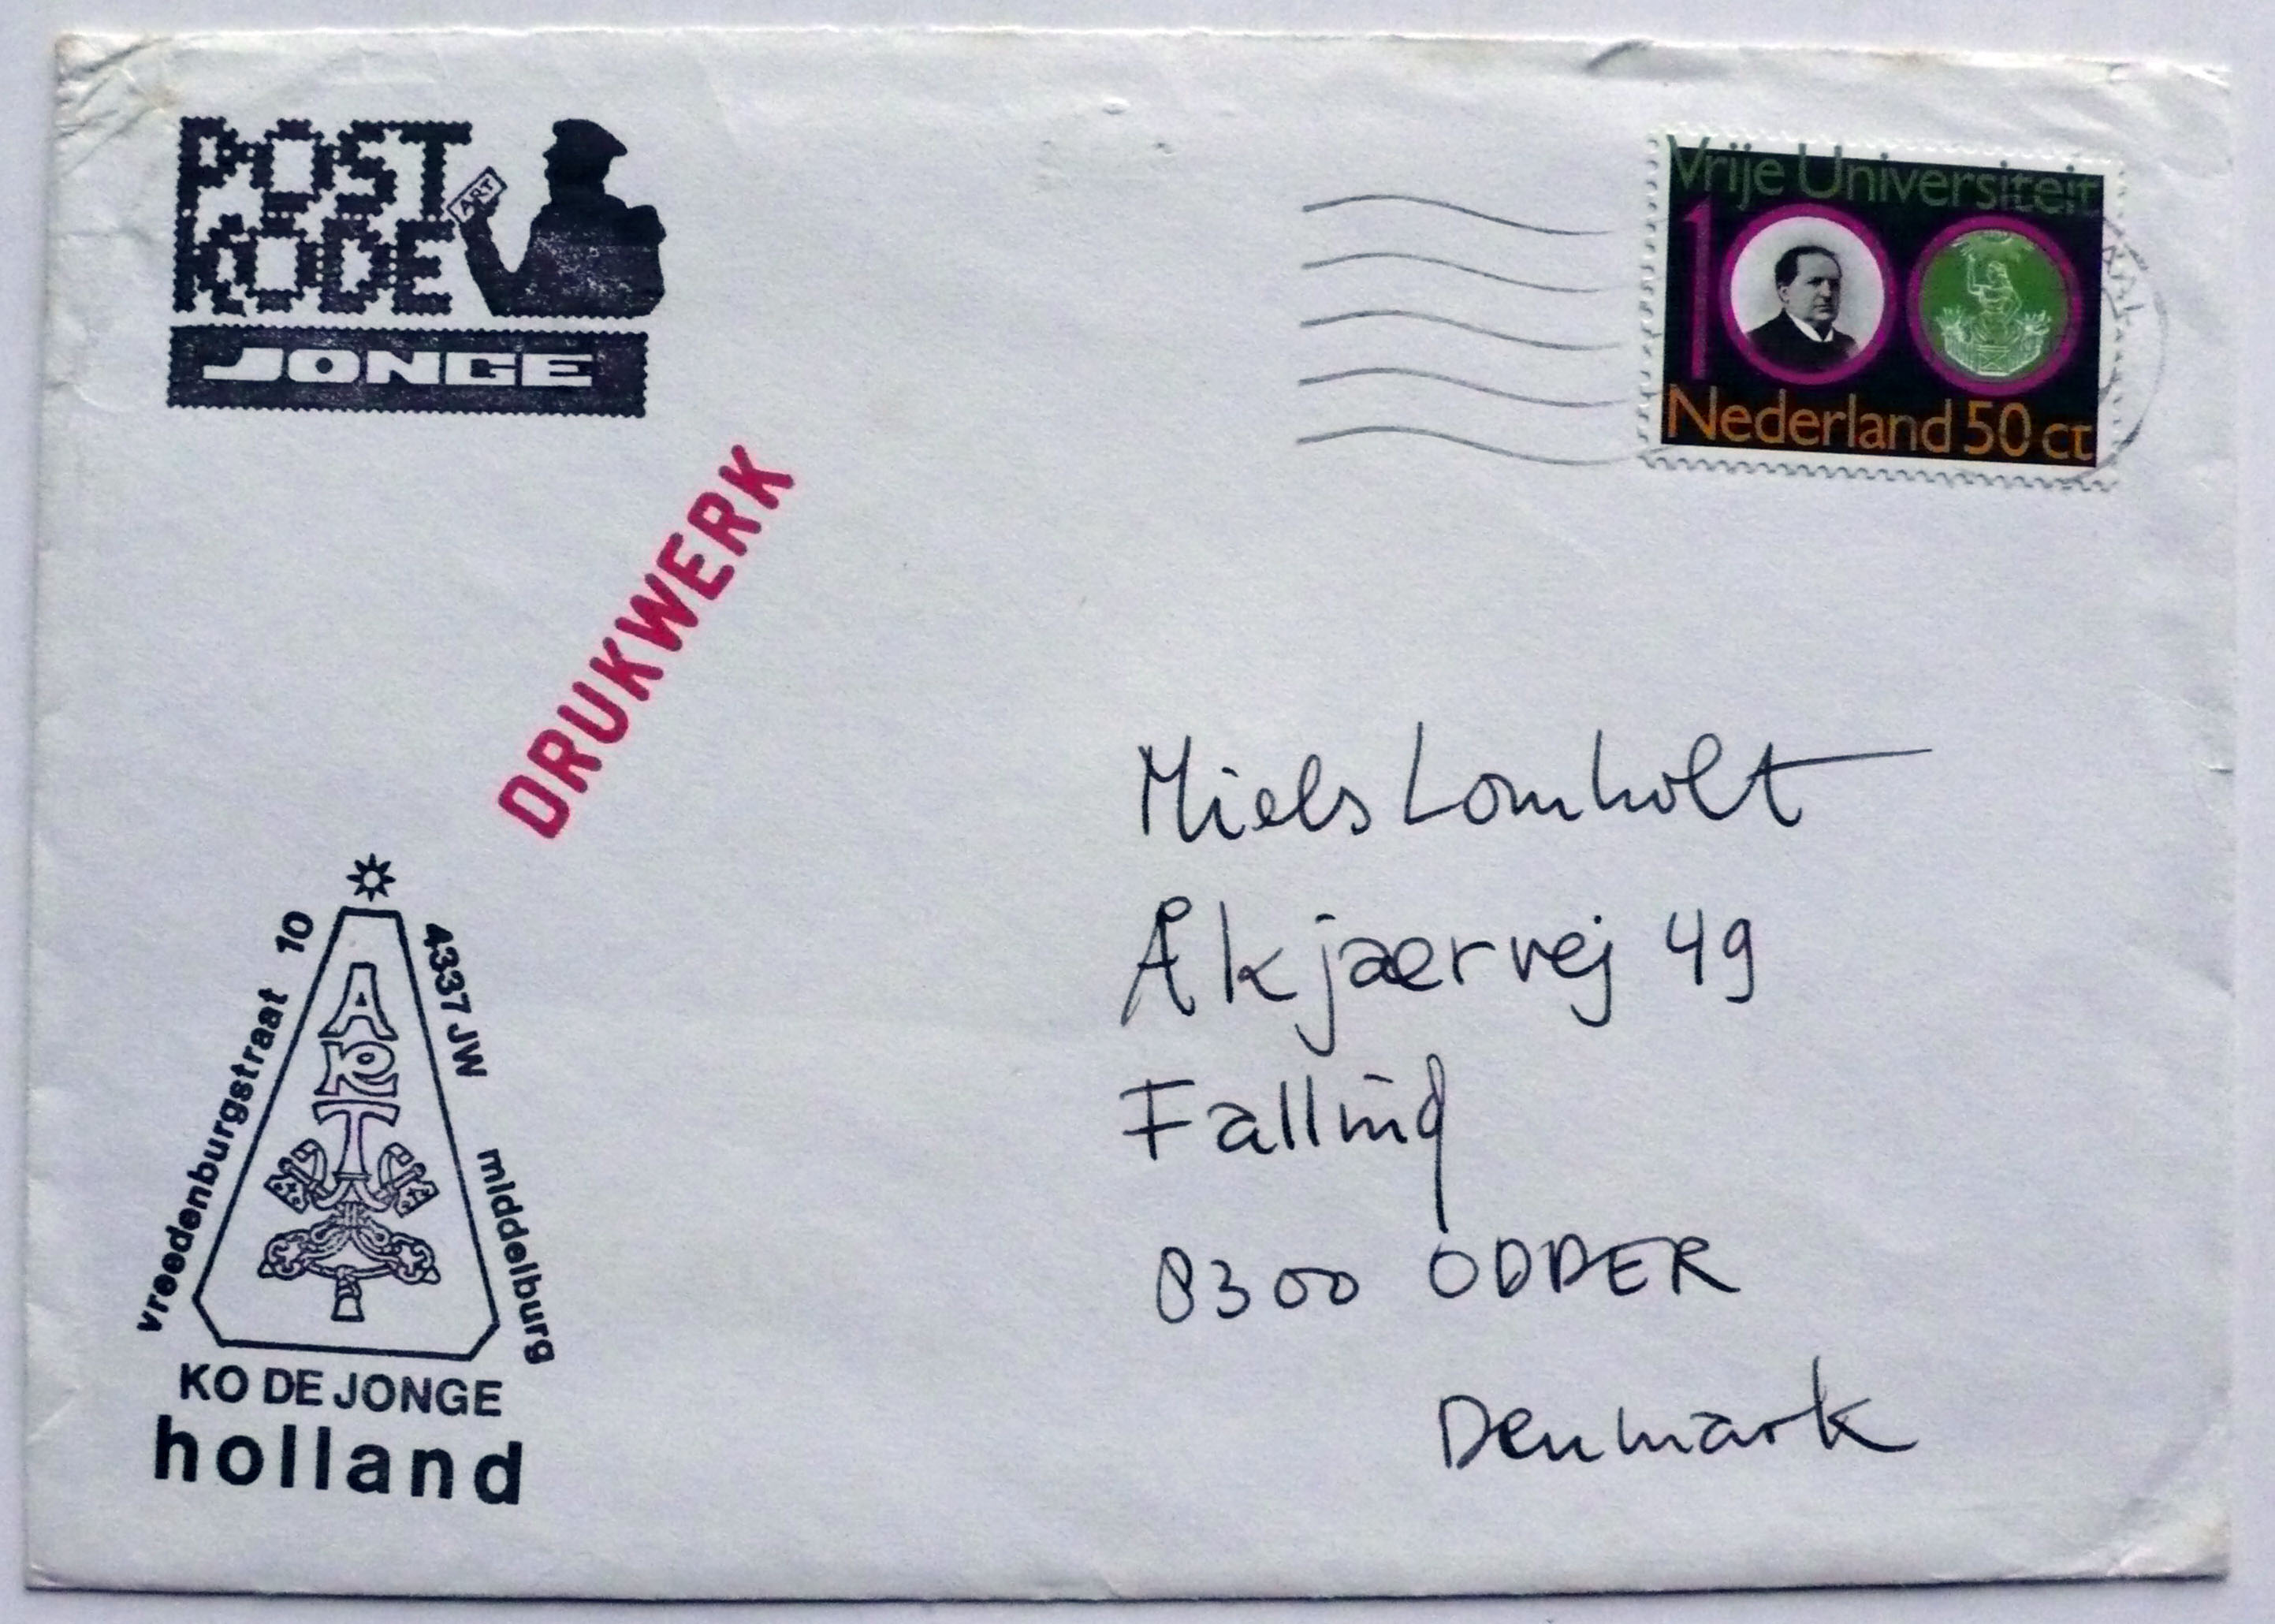 POST
KODE
ART
JONGE
Vrije Universiteit
100
Nederland 50 ct
DRUKWERK
Niels Lomholt
Åkjaervej 49
Falling
8300 ODDER
Denmark
vreedenburgstraat 10
4337 JW middelburg
ART
KO DE JONGE
holland